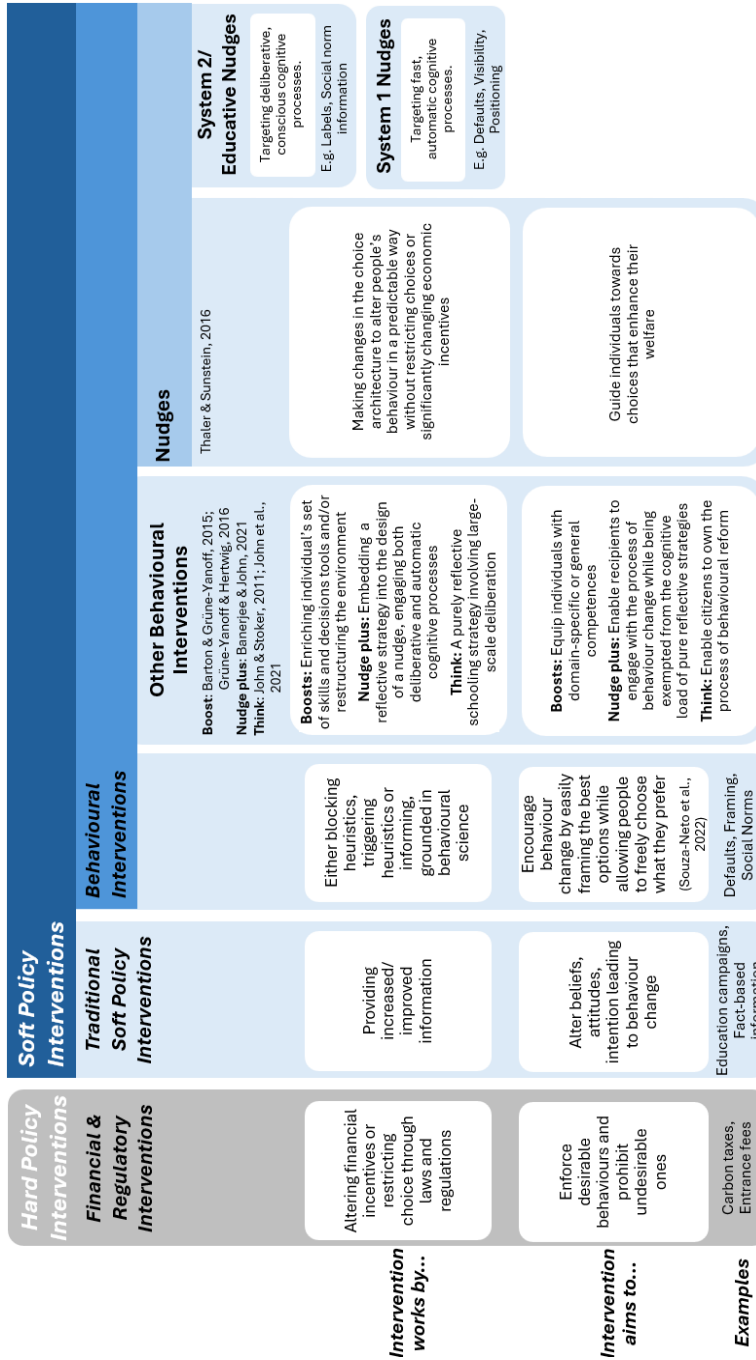 Hard Policy
Interventions
Soft Policy
Interventions
Financial &
Regulatory
Interventions
Traditional
Soft Policy
Interventions
Behavioural
Interventions
Other Behavioural
Interventions
Nudges
Boost: Barton & Grüne-Yanoff, 2015;
Grüne-Yanoff & Hertwig, 2016
Nudge plus: Banerjee & John, 2021
Think: John & Stoker, 2011; John et al.,
2021
Thaler & Sunstein, 2016
System 2/
Educative Nudges
Targeting deliberative,
conscious cognitive
processes.
E.g. Labels, Social norm
information
System 1 Nudges
Targeting fast,
automatic cognitive
processes.
E.g. Defaults, Visibility,
Positioning
Intervention
works by...
Altering financial
incentives or
restricting
choice through
laws and
regulations
Providing
increased/
improved
information
Either blocking
heuristics,
triggering
heuristics or
informing,
grounded in
behavioural
science
Boosts: Enriching individual's set
of skills and decisions tools and/or
restructuring the environment
Nudge plus: Embedding a
reflective strategy into the design
of a nudge, engaging both
deliberative and automatic
cognitive processes
Think: A purely reflective
schooling strategy involving large-
scale deliberation
Making changes in the choice
architecture to alter people's
behaviour in a predictable way
without restricting choices or
significantly changing economic
incentives
Intervention
aims to...
Enforce
desirable
behaviours and
prohibit
undesirable
ones
Alter beliefs,
attitudes,
intention leading
to behaviour
change
Encourage
behaviour
change by easily
framing the best
options while
allowing people
to freely choose
what they prefer
(Souza-Neto et al.,
2022)
Boosts: Equip individuals with
domain-specific or general
competences
Nudge plus: Enable recipients to
engage with the process of
behaviour change while being
exempted from the cognitive
load of pure reflective strategies
Think: Enable citizens to own the
process of behavioural reform
Guide individuals towards
choices that enhance their
welfare
Examples
Carbon taxes,
Entrance fees
Education campaigns,
Fact-based
information
Defaults, Framing,
Social Norms